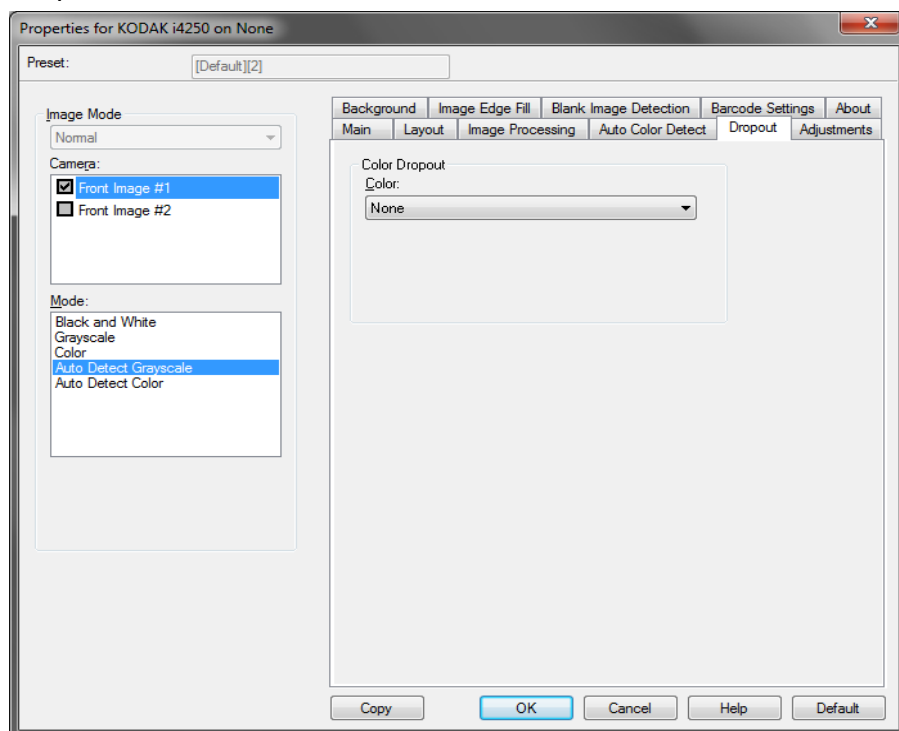 Properties for KODAK i4250 on None
Preset: [Default][2]
Image Mode
Normal
Camera:
Front Image #1
Front Image #2
Mode:
Black and White
Grayscale
Color
Auto Detect Grayscale
Auto Detect Color
Background Image Edge Fill Blank Image Detection Barcode Settings About
Main Layout Image Processing Auto Color Detect Dropout Adjustments
Color Dropout
Color:
None
Copy OK Cancel Help Default